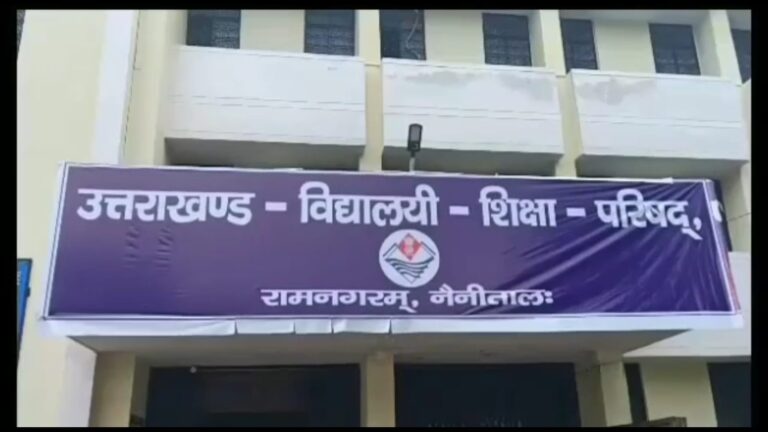 उत्तराखण्ड - विद्यालयी - शिक्षा - परिषद्,
रामनगरम्, नैनीतालः